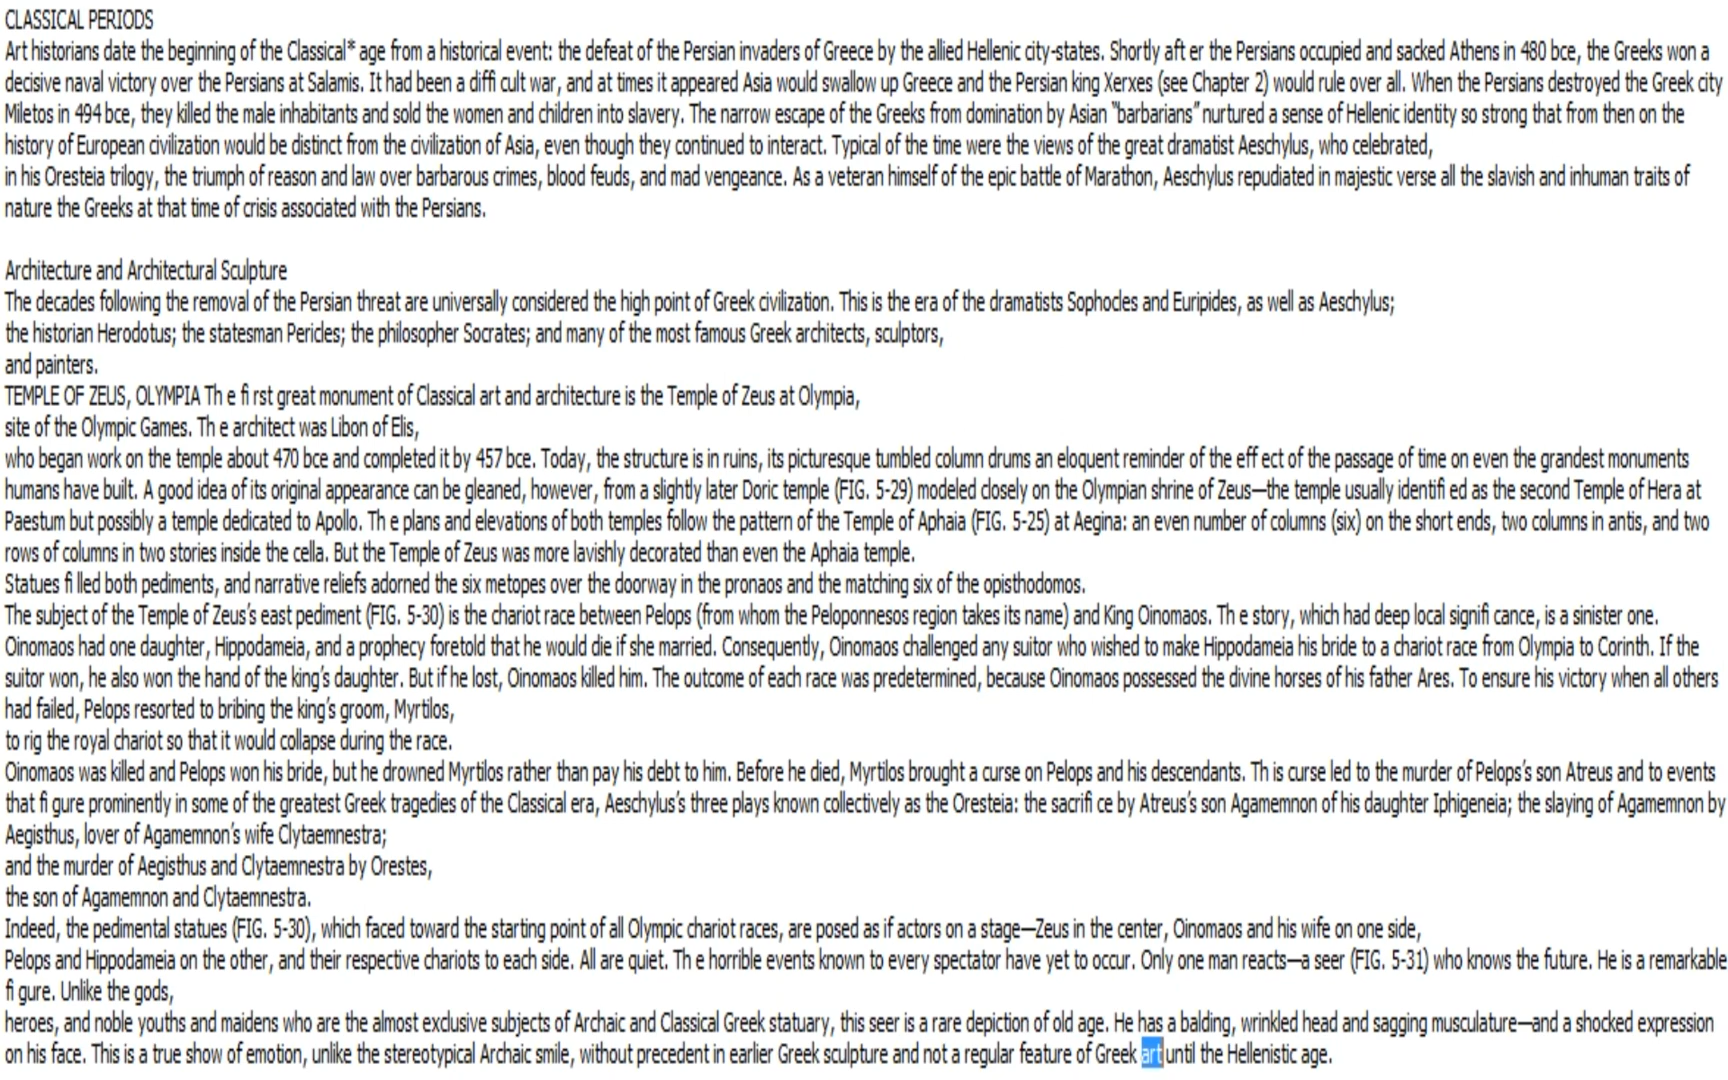 CLASSICAL PERIODS
Art historians date the beginning of the Classical* age from a historical event: the defeat of the Persian invaders of Greece by the allied Hellenic city-states. Shortly aft er the Persians occupied and sacked Athens in 480 bce, the Greeks won a
decisive naval victory over the Persians at Salamis. It had been a diffi cult war, and at times it appeared Asia would swallow up Greece and the Persian king Xerxes (see Chapter 2) would rule over all. When the Persians destroyed the Greek city
Miletos in 494 bce, they killed the male inhabitants and sold the women and children into slavery. The narrow escape of the Greeks from domination by Asian “barbarians” nurtured a sense of Hellenic identity so strong that from then on the
history of European civilization would be distinct from the civilization of Asia, even though they continued to interact. Typical of the time were the views of the great dramatist Aeschylus, who celebrated,
in his Oresteia trilogy, the triumph of reason and law over barbarous crimes, blood feuds, and mad vengeance. As a veteran himself of the epic battle of Marathon, Aeschylus repudiated in majestic verse all the slavish and inhuman traits of
nature the Greeks at that time of crisis associated with the Persians.
Architecture and Architectural Sculpture
The decades following the removal of the Persian threat are universally considered the high point of Greek civilization. This is the era of the dramatists Sophocles and Euripides, as well as Aeschylus;
the historian Herodotus; the statesman Pericles; the philosopher Socrates; and many of the most famous Greek architects, sculptors,
and painters.
TEMPLE OF ZEUS, OLYMPIA Th e fi rst great monument of Classical art and architecture is the Temple of Zeus at Olympia,
site of the Olympic Games. Th e architect was Libon of Elis,
who began work on the temple about 470 bce and completed it by 457 bce. Today, the structure is in ruins, its picturesque tumbled column drums an eloquent reminder of the eff ect of the passage of time on even the grandest monuments
humans have built. A good idea of its original appearance can be gleaned, however, from a slightly later Doric temple (FIG. 5-29) modeled closely on the Olympian shrine of Zeus—the temple usually identifi ed as the second Temple of Hera at
Paestum but possibly a temple dedicated to Apollo. Th e plans and elevations of both temples follow the pattern of the Temple of Aphaia (FIG. 5-25) at Aegina: an even number of columns (six) on the short ends, two columns in antis, and two
rows of columns in two stories inside the cella. But the Temple of Zeus was more lavishly decorated than even the Aphaia temple.
Statues fi lled both pediments, and narrative reliefs adorned the six metopes over the doorway in the pronaos and the matching six of the opisthodomos.
The subject of the Temple of Zeus’s east pediment (FIG. 5-30) is the chariot race between Pelops (from whom the Peloponnesos region takes its name) and King Oinomaos. Th e story, which had deep local signifi cance, is a sinister one.
Oinomaos had one daughter, Hippodameia, and a prophecy foretold that he would die if she married. Consequently, Oinomaos challenged any suitor who wished to make Hippodameia his bride to a chariot race from Olympia to Corinth. If the
suitor won, he also won the hand of the king’s daughter. But if he lost, Oinomaos killed him. The outcome of each race was predetermined, because Oinomaos possessed the divine horses of his father Ares. To ensure his victory when all others
had failed, Pelops resorted to bribing the king’s groom, Myrtilos,
to rig the royal chariot so that it would collapse during the race.
Oinomaos was killed and Pelops won his bride, but he drowned Myrtilos rather than pay his debt to him. Before he died, Myrtilos brought a curse on Pelops and his descendants. Th is curse led to the murder of Pelops’s son Atreus and to events
that fi gure prominently in some of the greatest Greek tragedies of the Classical era, Aeschylus’s three plays known collectively as the Oresteia: the sacrifi ce by Atreus’s son Agamemnon of his daughter Iphigeneia; the slaying of Agamemnon by
Aegisthus, lover of Agamemnon’s wife Clytaemnestra;
and the murder of Aegisthus and Clytaemnestra by Orestes,
the son of Agamemnon and Clytaemnestra.
Indeed, the pedimental statues (FIG. 5-30), which faced toward the starting point of all Olympic chariot races, are posed as if actors on a stage—Zeus in the center, Oinomaos and his wife on one side,
Pelops and Hippodameia on the other, and their respective chariots to each side. All are quiet. Th e horrible events known to every spectator have yet to occur. Only one man reacts—a seer (FIG. 5-31) who knows the future. He is a remarkable
fi gure. Unlike the gods,
heroes, and noble youths and maidens who are the almost exclusive subjects of Archaic and Classical Greek statuary, this seer is a rare depiction of old age. He has a balding, wrinkled head and sagging musculature—and a shocked expression
on his face. This is a true show of emotion, unlike the stereotypical Archaic smile, without precedent in earlier Greek sculpture and not a regular feature of Greek art until the Hellenistic age.